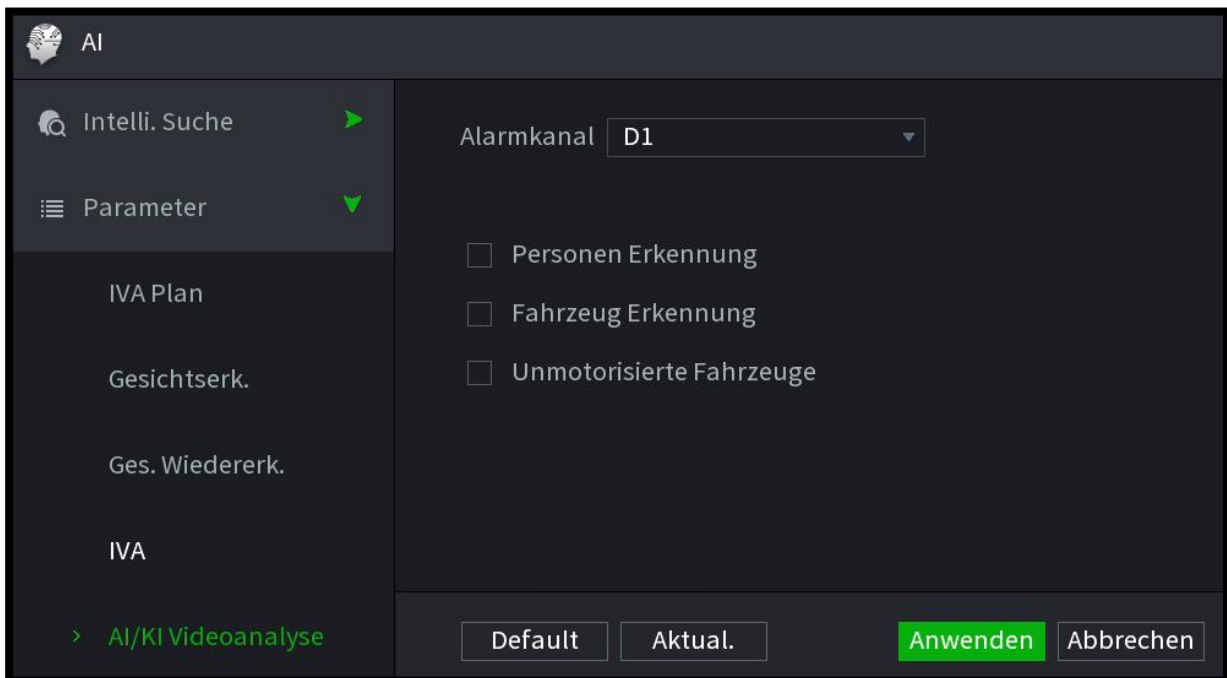 AI
Intelli. Suche
Parameter
IVA Plan
Gesichtserk.
Ges. Wiedererk.
IVA
AI/KI Videoanalyse
Alarmkanal D1
Personen Erkennung
Fahrzeug Erkennung
Unmotorisierte Fahrzeuge
Default Aktual. Anwenden Abbrechen